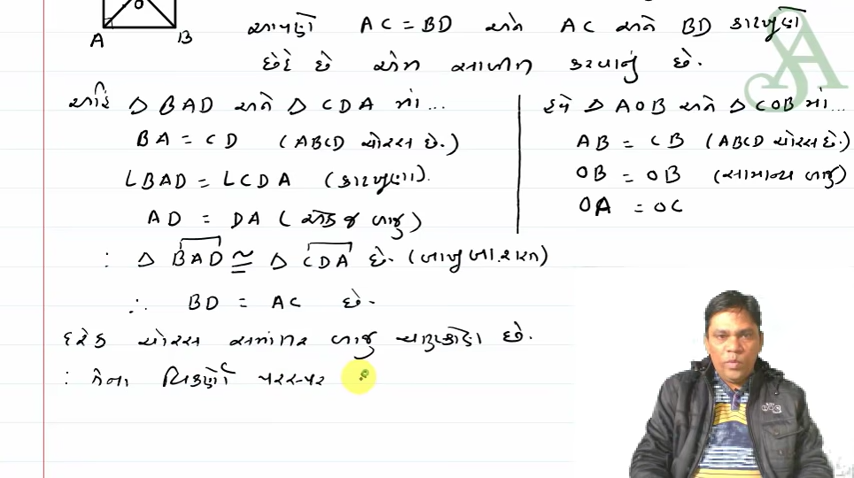 A B
આપણે AC = BD અને AC અને BD કાટખૂણે
છેદે છે એમ સાબીત કરવાનું છે.
અહિં △ BAD અને △ CDA માં...
BA = CD (ABCD ચોરસ છે.)
∠BAD = ∠CDA (કાટખૂણા).
AD = DA (એકજ બાજુ)
: △ BAD ≅ △ CDA છે. (બાજુ.ખૂ.બા. શરત)
∴ BD = AC છે.
દરેક ચોરસ સમાંતર બાજુ ચતુષ્કોણ છે.
: તેના વિકર્ણો પરસ્પર
હવે △ AOB અને △ COB માં...
AB = CB (ABCD ચોરસ છે.)
OB = OB (સામાન્ય બાજુ)
OA = OC